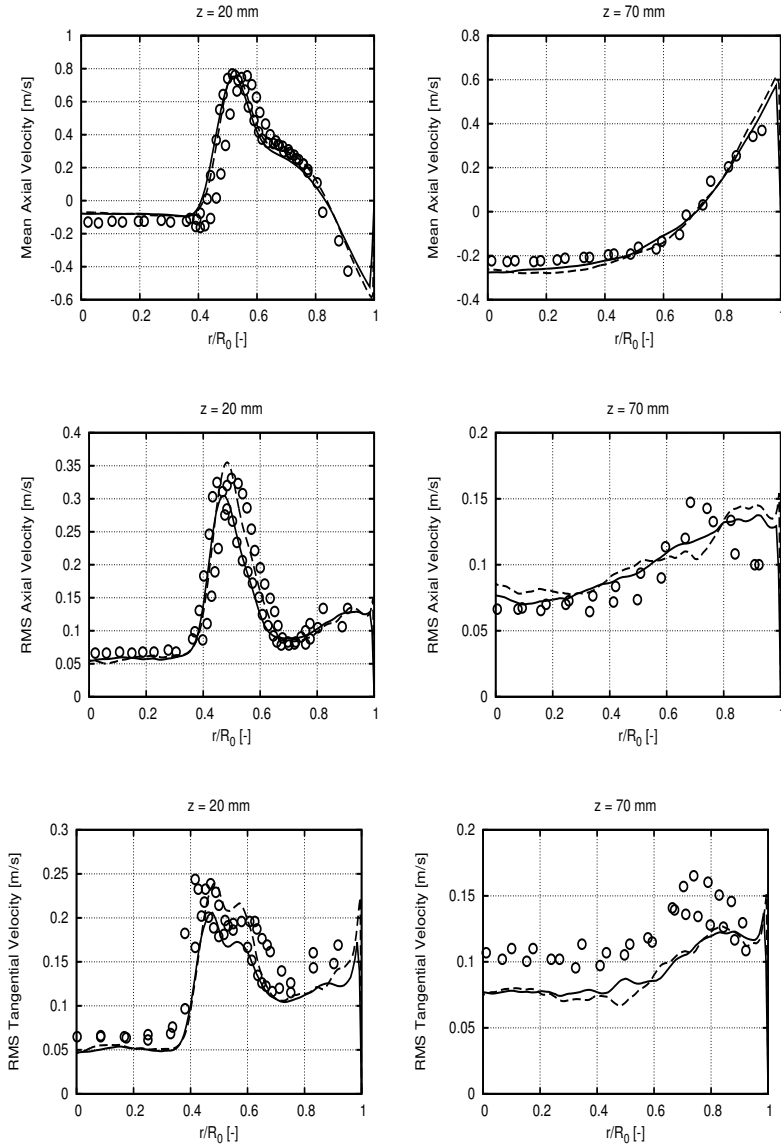 z = 20 mm
Mean Axial Velocity [m/s]
1
0.8
0.6
0.4
0.2
0
-0.2
-0.4
-0.6
0 0.2 0.4 0.6 0.8 1
r/R0 [-]
z = 70 mm
Mean Axial Velocity [m/s]
0.8
0.6
0.4
0.2
0
-0.2
-0.4
0 0.2 0.4 0.6 0.8 1
r/R0 [-]
z = 20 mm
RMS Axial Velocity [m/s]
0.4
0.35
0.3
0.25
0.2
0.15
0.1
0.05
0
0 0.2 0.4 0.6 0.8 1
r/R0 [-]
z = 70 mm
RMS Axial Velocity [m/s]
0.2
0.15
0.1
0.05
0
0 0.2 0.4 0.6 0.8 1
r/R0 [-]
z = 20 mm
RMS Tangential Velocity [m/s]
0.3
0.25
0.2
0.15
0.1
0.05
0
0 0.2 0.4 0.6 0.8 1
r/R0 [-]
z = 70 mm
RMS Tangential Velocity [m/s]
0.2
0.15
0.1
0.05
0
0 0.2 0.4 0.6 0.8 1
r/R0 [-]